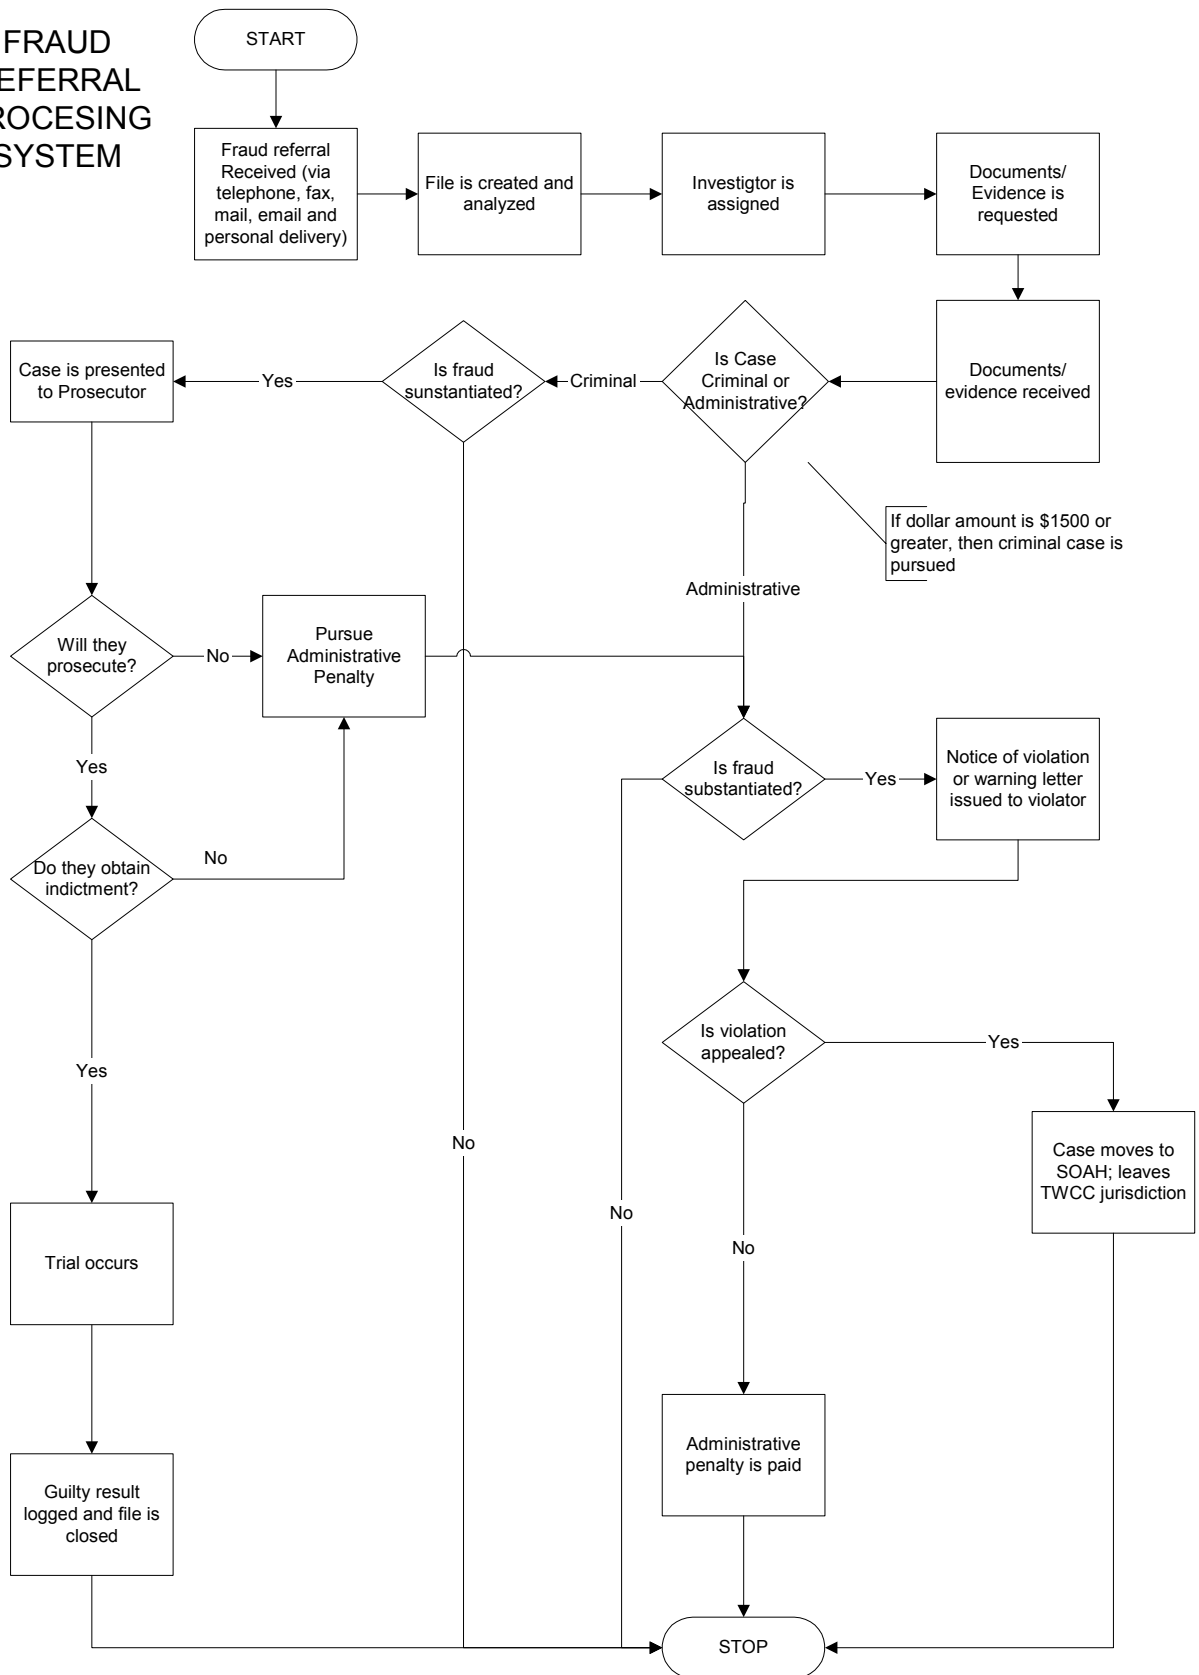 FRAUD
EFERRAL
ROCESING
SYSTEM
START
Fraud referral
Received (via
telephone, fax,
mail, email and
personal delivery)
File is created and
analyzed
Investigtor is
assigned
Documents/
Evidence is
requested
Documents/
evidence received
Is Case
Criminal or
Administrative?
Criminal
Is fraud
sunstantiated?
Yes
Case is presented
to Prosecutor
If dollar amount is $1500 or
greater, then criminal case is
pursued
Administrative
Will they
prosecute?
No
Pursue
Administrative
Penalty
Yes
Is fraud
substantiated?
Yes
Notice of violation
or warning letter
issued to violator
Do they obtain
indictment?
No
Yes
Is violation
appealed?
Yes
No
Case moves to
SOAH; leaves
TWCC jurisdiction
No
No
Trial occurs
Administrative
penalty is paid
Guilty result
logged and file is
closed
STOP